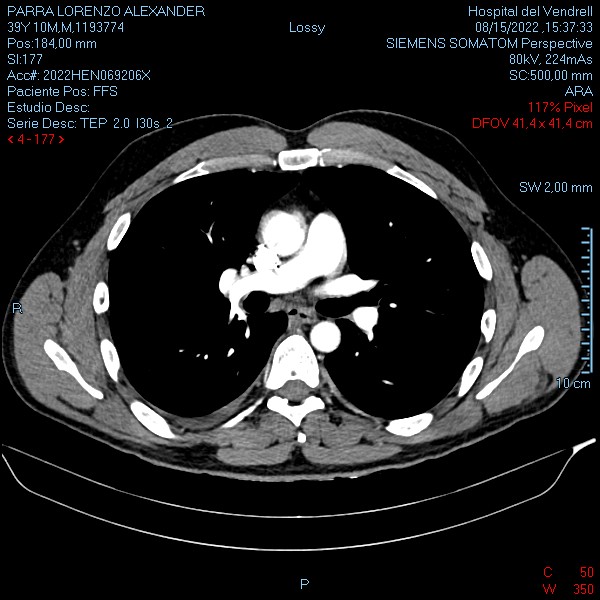 PARRA LORENZO ALEXANDER
39Y 10M,M,1193774
Pos:184,00 mm
SI:177
Acc#: 2022HEN069206X
Paciente Pos: FFS
Estudio Desc:
Serie Desc: TEP 2.0 I30s 2
< 4 - 177 >
Lossy
Hospital del Vendrell
08/15/2022 ,15:37:33
SIEMENS SOMATOM Perspective
80kV, 224mAs
SC:500,00 mm
ARA
117% Pixel
DFOV 41,4 x 41,4 cm
SW 2,00 mm
R
10 cm
P
C 50
W 350